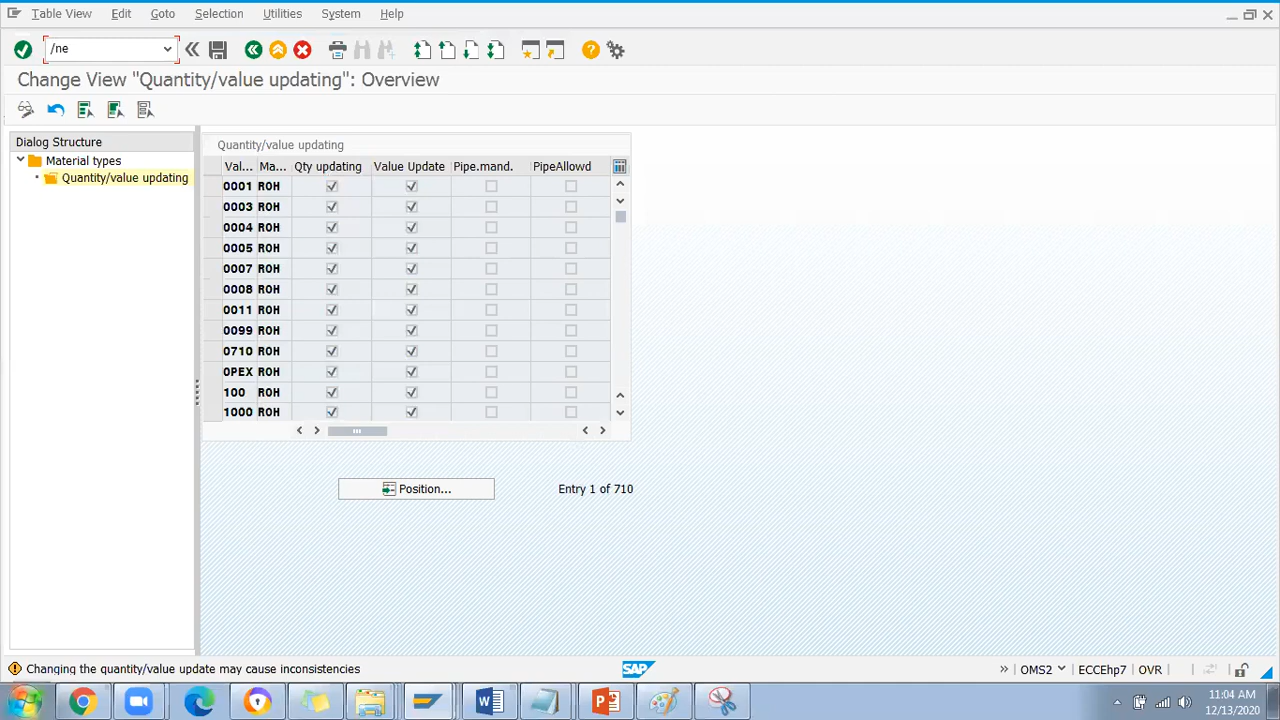 Table View Edit Goto Selection Utilities System Help
/ne
Change View "Quantity/value updating": Overview
Dialog Structure
Material types
Quantity/value updating
Quantity/value updating
Val... Ma... Qty updating Value Update Pipe.mand. PipeAllowd
0001 ROH
0003 ROH
0004 ROH
0005 ROH
0007 ROH
0008 ROH
0011 ROH
0099 ROH
0710 ROH
0PEX ROH
100 ROH
1000 ROH
Position... Entry 1 of 710
Changing the quantity/value update may cause inconsistencies SAP OMS2 ECCEhp7 OVR
11:04 AM
12/13/2020